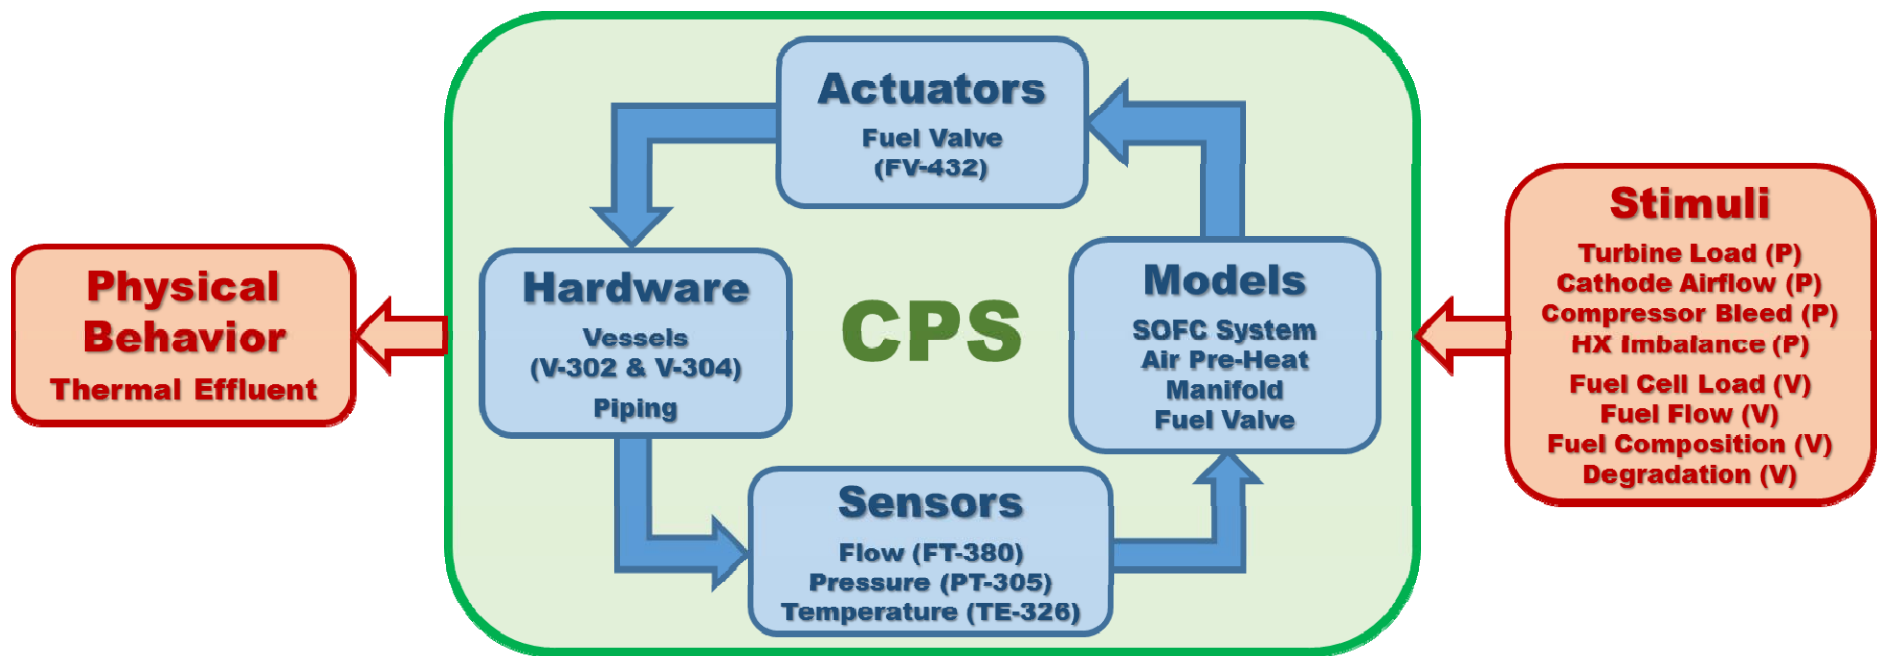 Actuators
Fuel Valve
(FV-432)
Physical
Behavior
Thermal Effluent
Hardware
Vessels
(V-302 & V-304)
Piping
CPS
Models
SOFC System
Air Pre-Heat
Manifold
Fuel Valve
Sensors
Flow (FT-380)
Pressure (PT-305)
Temperature (TE-326)
Stimuli
Turbine Load (P)
Cathode Airflow (P)
Compressor Bleed (P)
HX Imbalance (P)
Fuel Cell Load (V)
Fuel Flow (V)
Fuel Composition (V)
Degradation (V)